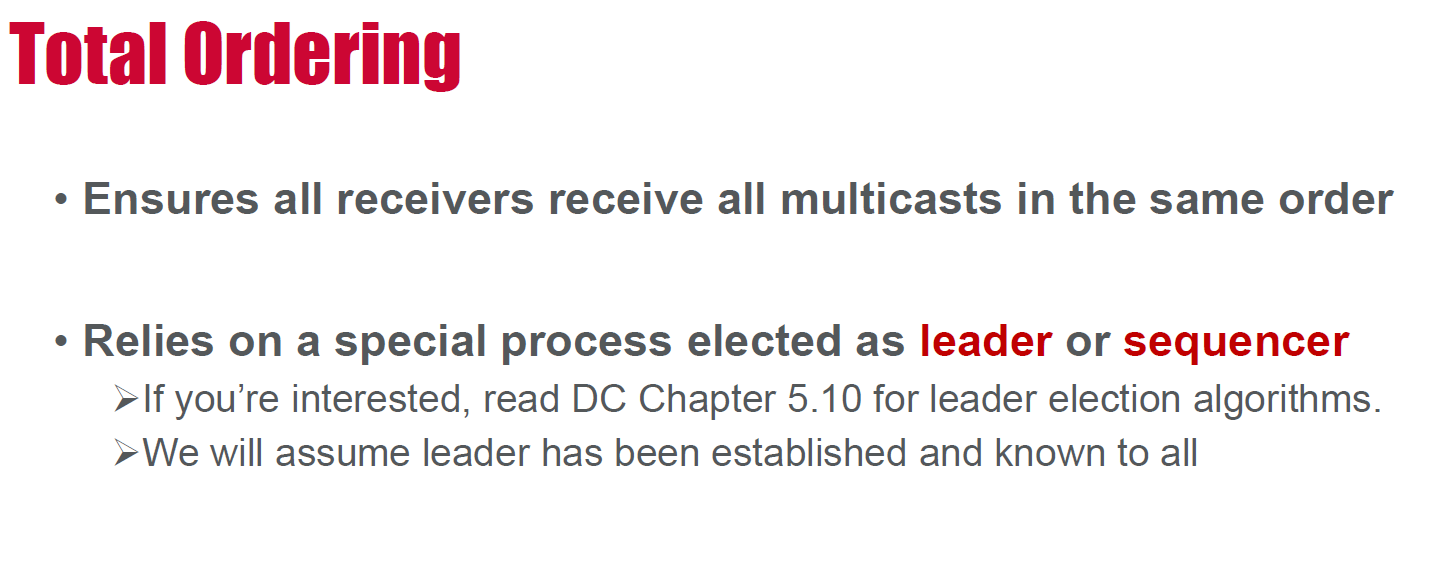 Total Ordering
• Ensures all receivers receive all multicasts in the same order
• Relies on a special process elected as leader or sequencer
➢If you’re interested, read DC Chapter 5.10 for leader election algorithms.
➢We will assume leader has been established and known to all